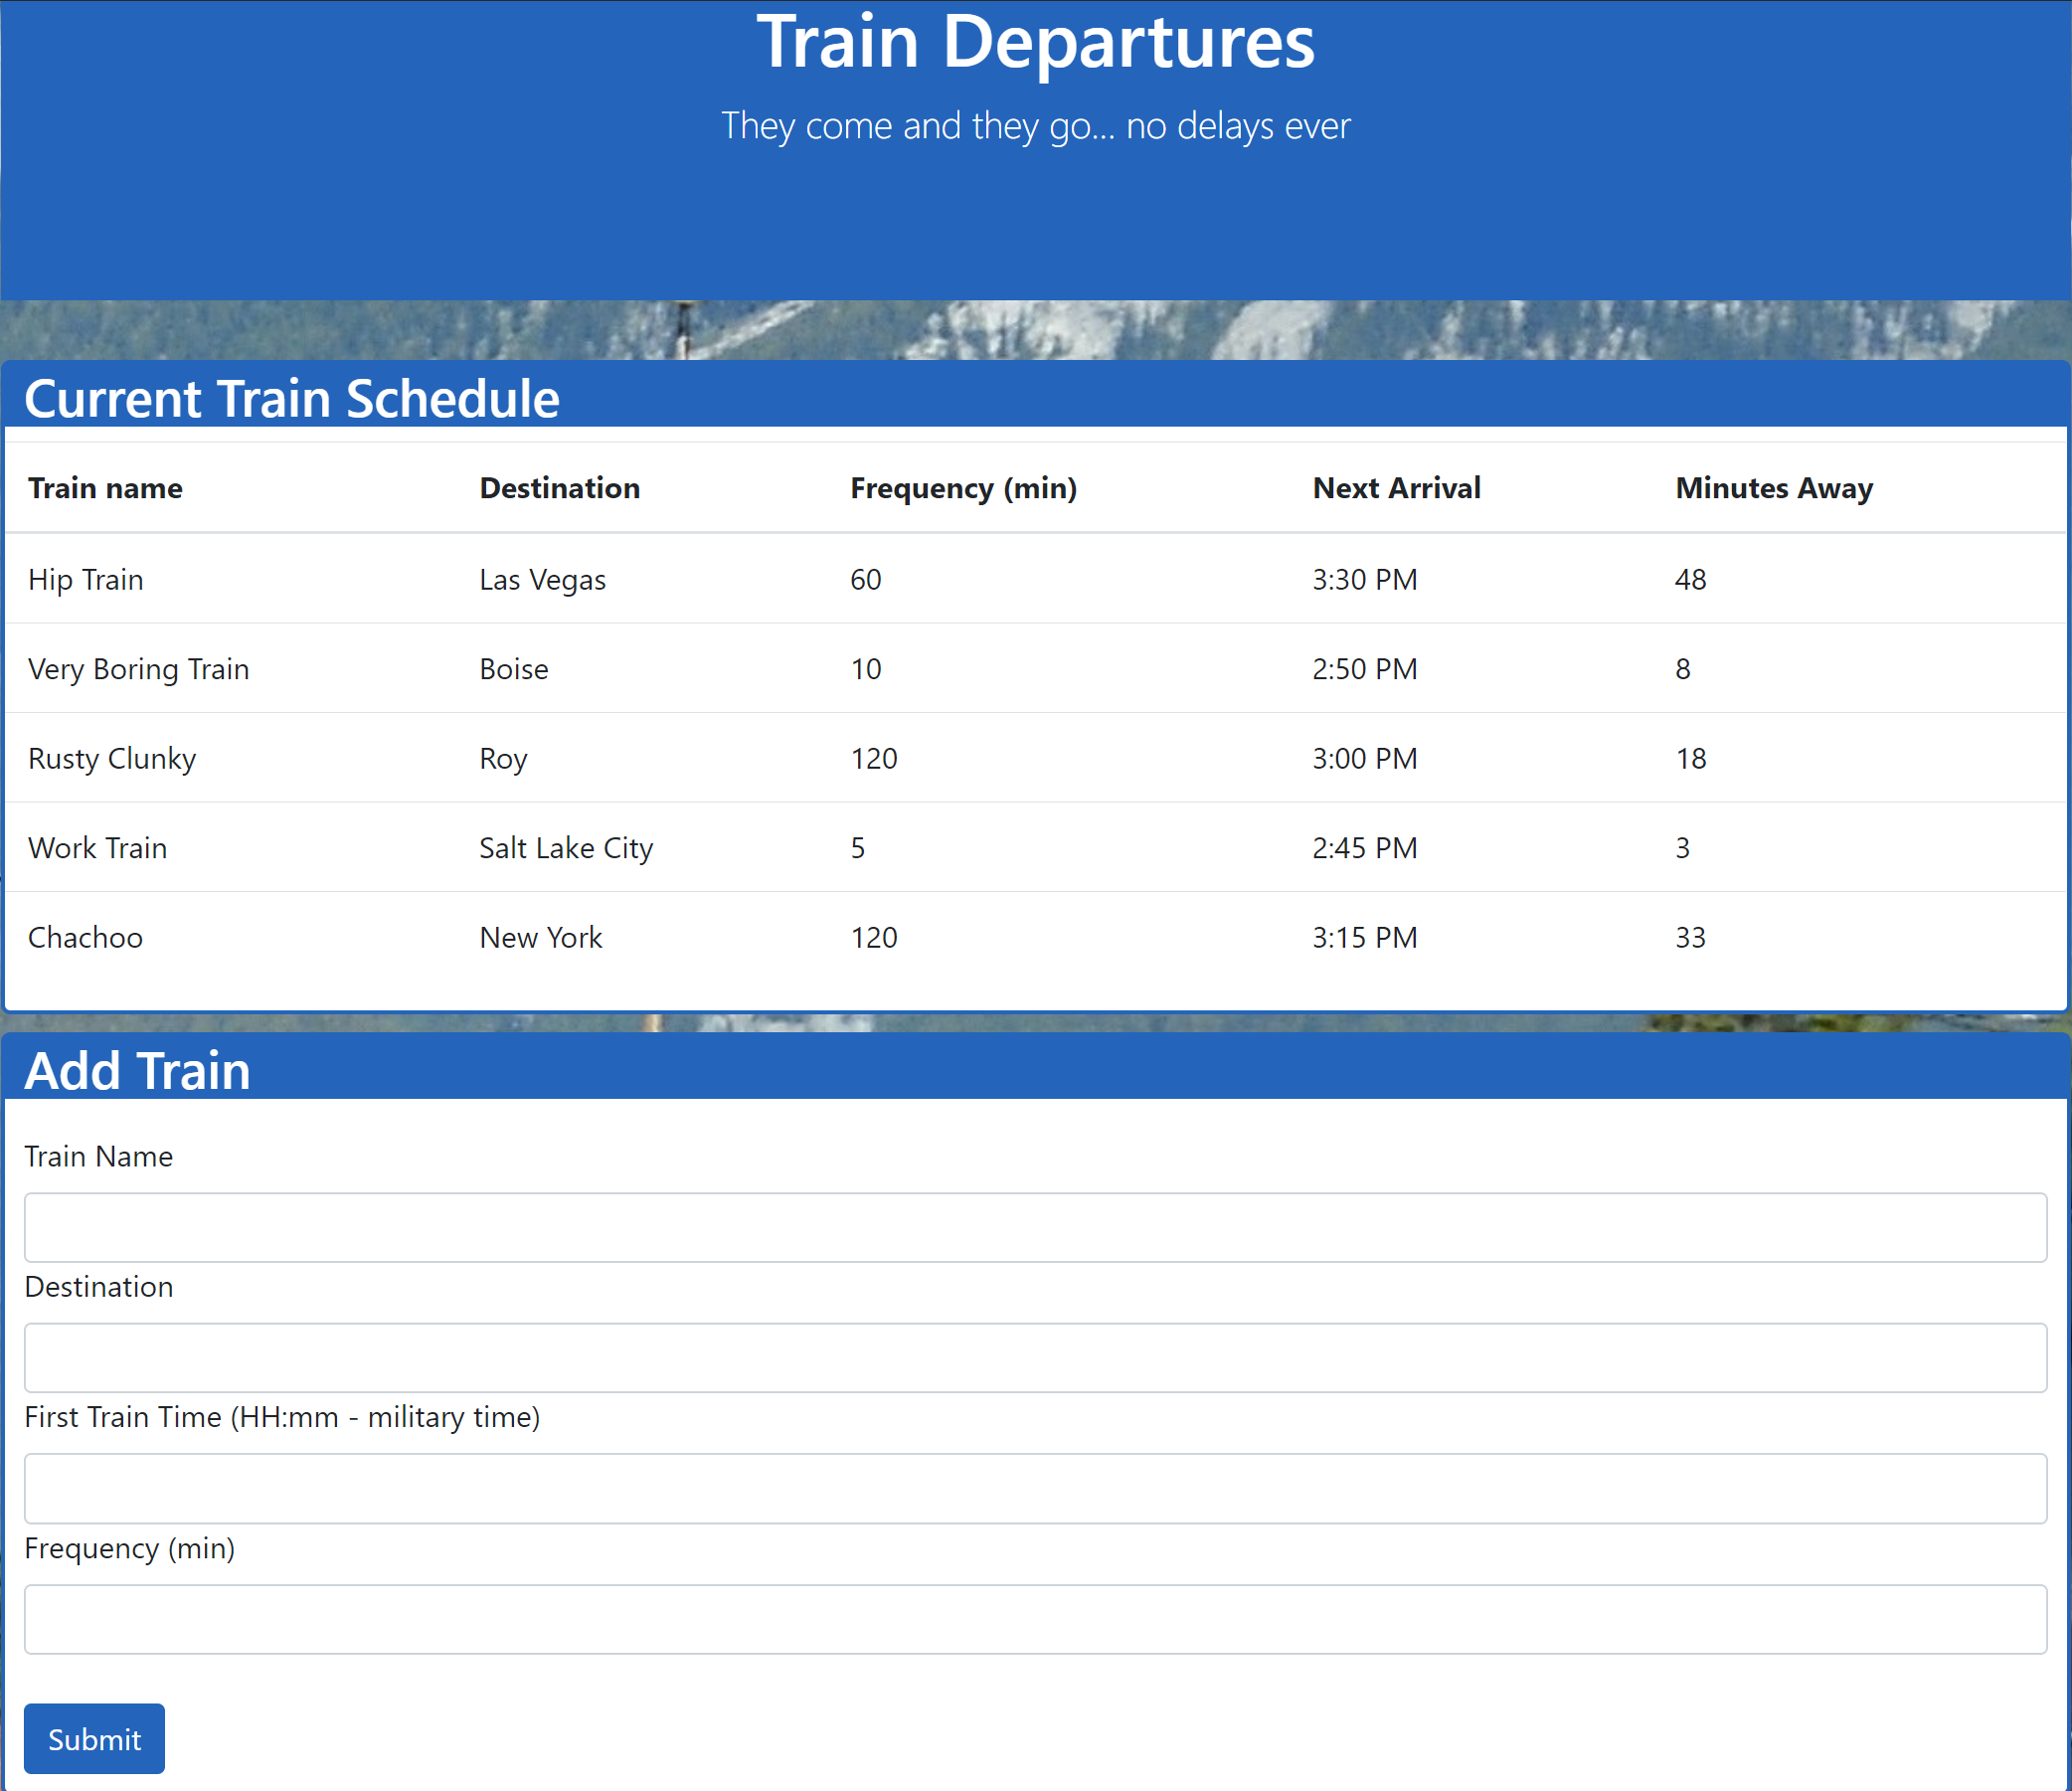 Train Departures
They come and they go... no delays ever
Current Train Schedule
Train name Destination Frequency (min) Next Arrival Minutes Away
Hip Train Las Vegas 60 3:30 PM 48
Very Boring Train Boise 10 2:50 PM 8
Rusty Clunky Roy 120 3:00 PM 18
Work Train Salt Lake City 5 2:45 PM 3
Chachoo New York 120 3:15 PM 33
Add Train
Train Name
Destination
First Train Time (HH:mm - military time)
Frequency (min)
Submit